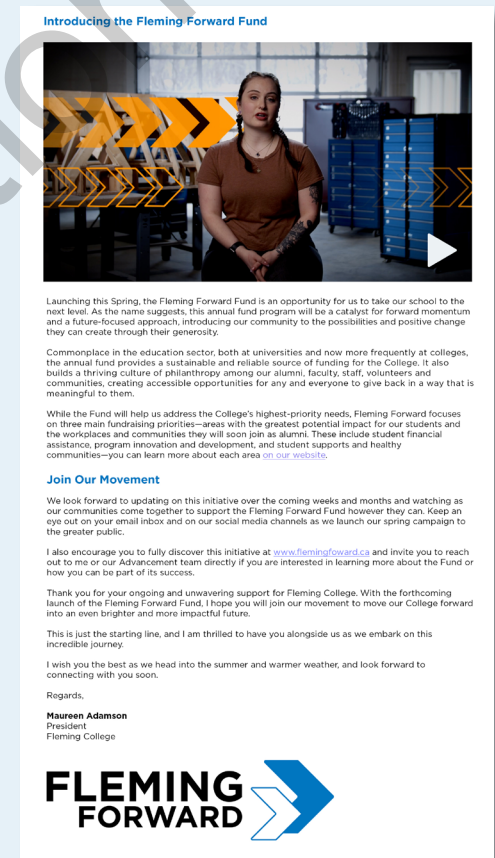 Introducing the Fleming Forward Fund
Launching this Spring, the Fleming Forward Fund is an opportunity for us to take our school to the
next level. As the name suggests, this annual fund program will be a catalyst for forward momentum
and a future-focused approach, introducing our community to the possibilities and positive change
they can create through their generosity.
Commonplace in the education sector, both at universities and now more frequently at colleges,
the annual fund provides a sustainable and reliable source of funding for the College. It also
builds a thriving culture of philanthropy among our alumni, faculty, staff, volunteers and
communities, creating accessible opportunities for any and everyone to give back in a way that is
meaningful to them.
While the Fund will help us address the College's highest-priority needs, Fleming Forward focuses
on three main fundraising priorities—areas with the greatest potential impact for our students and
the workplaces and communities they will soon join as alumni. These include student financial
assistance, program innovation and development, and student supports and healthy
communities—you can learn more about each area on our website.
Join Our Movement
We look forward to updating on this initiative over the coming weeks and months and watching as
our communities come together to support the Fleming Forward Fund however they can. Keep an
eye out on your email inbox and on our social media channels as we launch our spring campaign to
the greater public.
I also encourage you to fully discover this initiative at www.flemingfoward.ca and invite you to reach
out to me or our Advancement team directly if you are interested in learning more about the Fund or
how you can be part of its success.
Thank you for your ongoing and unwavering support for Fleming College. With the forthcoming
launch of the Fleming Forward Fund, I hope you will join our movement to move our College forward
into an even brighter and more impactful future.
This is just the starting line, and I am thrilled to have you alongside us as we embark on this
incredible journey.
I wish you the best as we head into the summer and warmer weather, and look forward to
connecting with you soon.
Regards,
Maureen Adamson
President
Fleming College
FLEMING
FORWARD